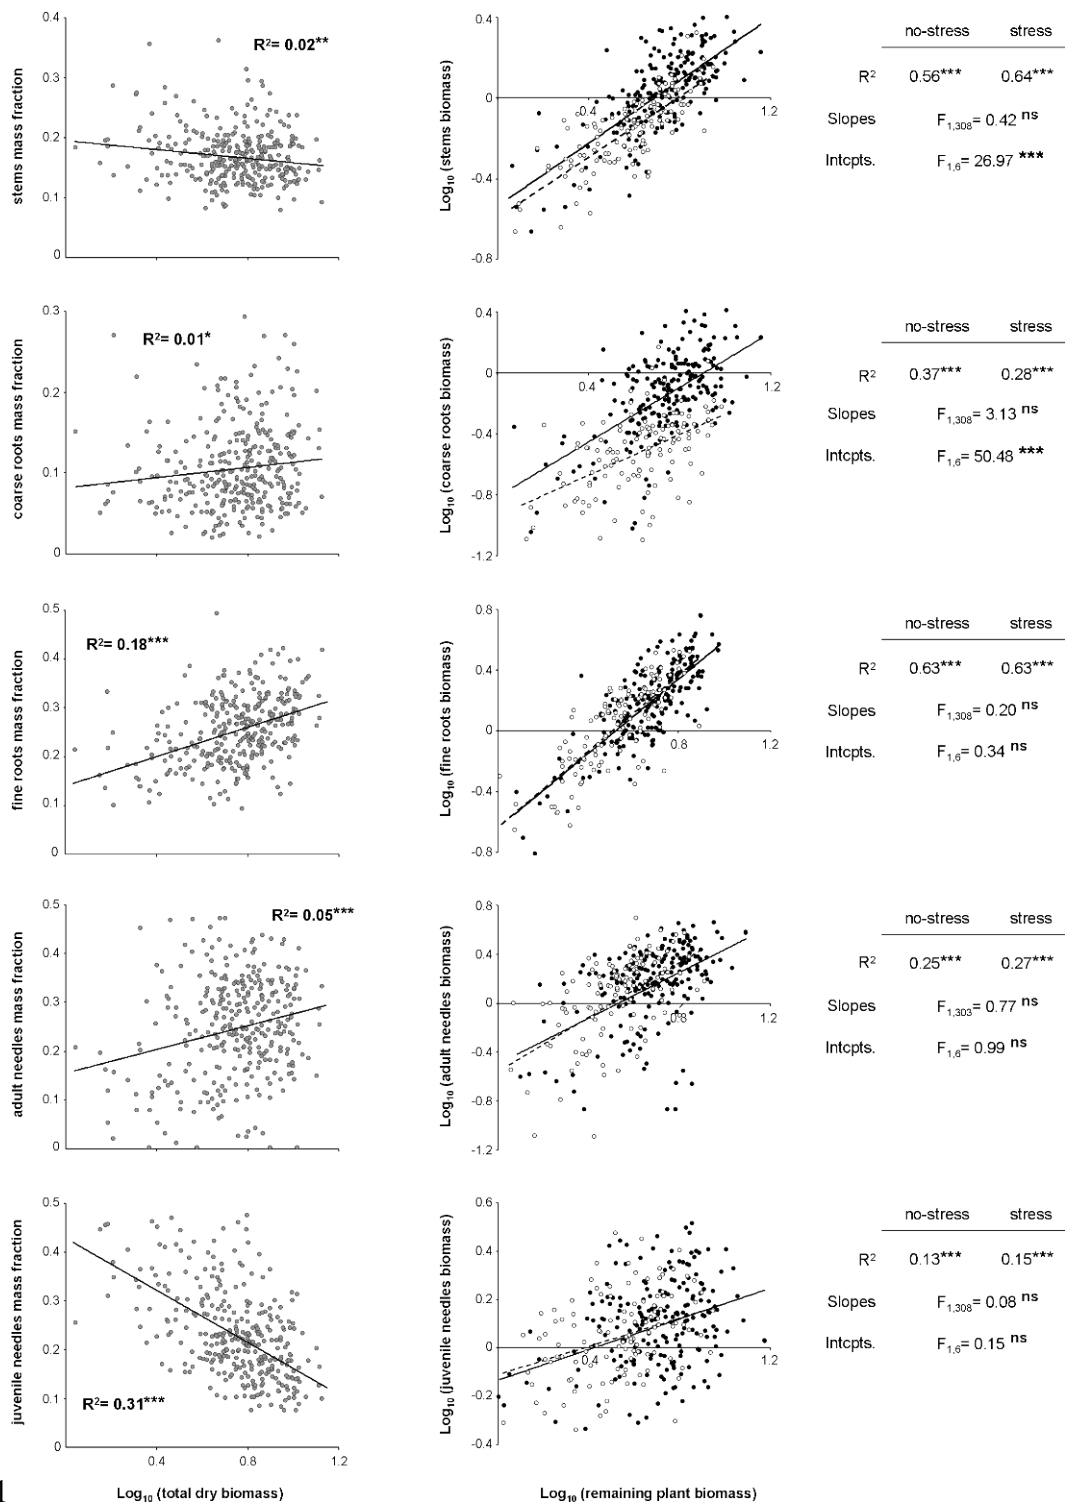 stems mass fraction
0.4
0.3
0.2
0.1
0
R²= 0.02**
Log₁₀ (stems biomass)
0.4
0
-0.4
-0.8
0.4
1.2
no-stress stress
R² 0.56*** 0.64***
Slopes F₁,₃₀₈= 0.42 ns
Intcpts. F₁,₆= 26.97 ***
coarse roots mass fraction
0.3
0.2
0.1
0
R²= 0.01*
Log₁₀ (coarse roots biomass)
0.4
0
-0.4
-0.8
-1.2
0.4
1.2
no-stress stress
R² 0.37*** 0.28***
Slopes F₁,₃₀₈= 3.13 ns
Intcpts. F₁,₆= 50.48 ***
fine roots mass fraction
0.5
0.4
0.3
0.2
0.1
0
R²= 0.18***
Log₁₀ (fine roots biomass)
0.8
0.4
0
-0.4
-0.8
0.8
1.2
no-stress stress
R² 0.63*** 0.63***
Slopes F₁,₃₀₈= 0.20 ns
Intcpts. F₁,₆= 0.34 ns
adult needles mass fraction
0.5
0.4
0.3
0.2
0.1
0
R²= 0.05***
Log₁₀ (adult needles biomass)
0.8
0.4
0
-0.4
-0.8
-1.2
0.8
1.2
no-stress stress
R² 0.25*** 0.27***
Slopes F₁,₃₀₃= 0.77 ns
Intcpts. F₁,₆= 0.99 ns
juvenile needles mass fraction
0.5
0.4
0.3
0.2
0.1
0
R²= 0.31***
0.4 0.8 1.2
Log₁₀ (total dry biomass)
Log₁₀ (juvenile needles biomass)
0.6
0.4
0.2
0
-0.2
-0.4
0.4
1.2
Log₁₀ (remaining plant biomass)
no-stress stress
R² 0.13*** 0.15***
Slopes F₁,₃₀₈= 0.08 ns
Intcpts. F₁,₆= 0.15 ns